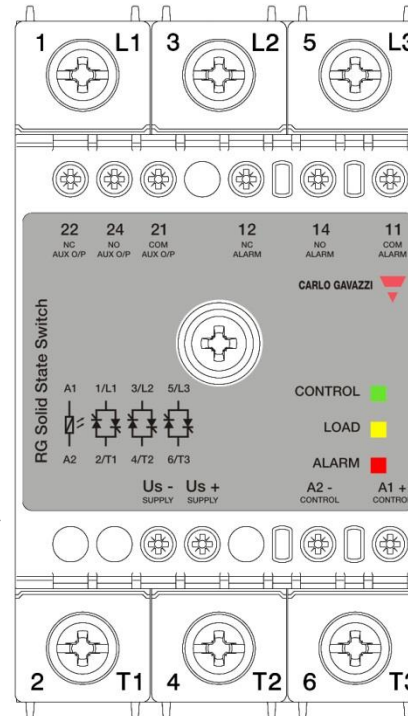 1 L1 3 L2 5 L3
22 24 21 12 14 11
NC NO COM NC NO COM
AUX O/P AUX O/P AUX O/P ALARM ALARM ALARM
CARLO GAVAZZI
RG Solid State Switch
A1 1/L1 3/L2 5/L3
CONTROL
LOAD
A2 2/T1 4/T2 6/T3
ALARM
Us - Us + A2 - A1 +
SUPPLY SUPPLY CONTROL CONTROL
2 T1 4 T2 6 T3